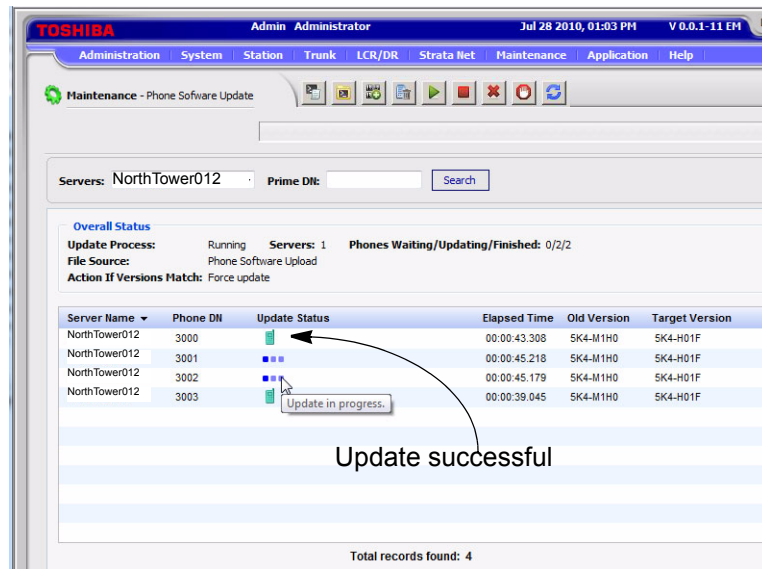 TOSHIBA Admin Administrator Jul 28 2010, 01:03 PM V 0.0.1-11 EM
Administration System Station Trunk LCR/DR Strata Net Maintenance Application Help
Maintenance - Phone Sofware Update
Servers: NorthTower012 Prime DN: Search
Overall Status
Update Process: Running Servers: 1 Phones Waiting/Updating/Finished: 0/2/2
File Source: Phone Software Upload
Action If Versions Match: Force update
Server Name Phone DN Update Status Elapsed Time Old Version Target Version
NorthTower012 3000 00:00:43.308 5K4-M1H0 5K4-H01F
NorthTower012 3001 00:00:45.218 5K4-M1H0 5K4-H01F
NorthTower012 3002 00:00:45.179 5K4-M1H0 5K4-H01F
NorthTower012 3003 00:00:39.045 5K4-M1H0 5K4-H01F
Update in progress.
Update successful
Total records found: 4